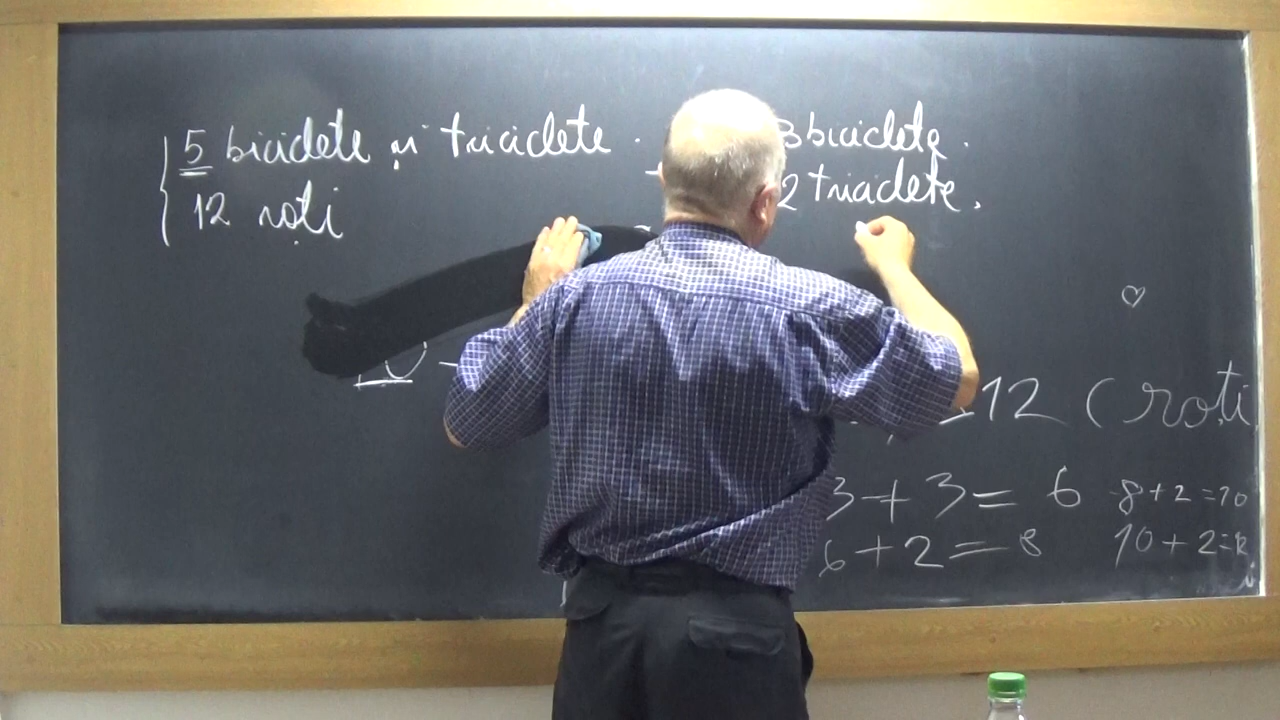 5 biciclete și triciclete.
12 roți
3 biciclete.
2 triciclete.
=12 (roți
3+3=6
6+2=8
8+2=10
10+2=12